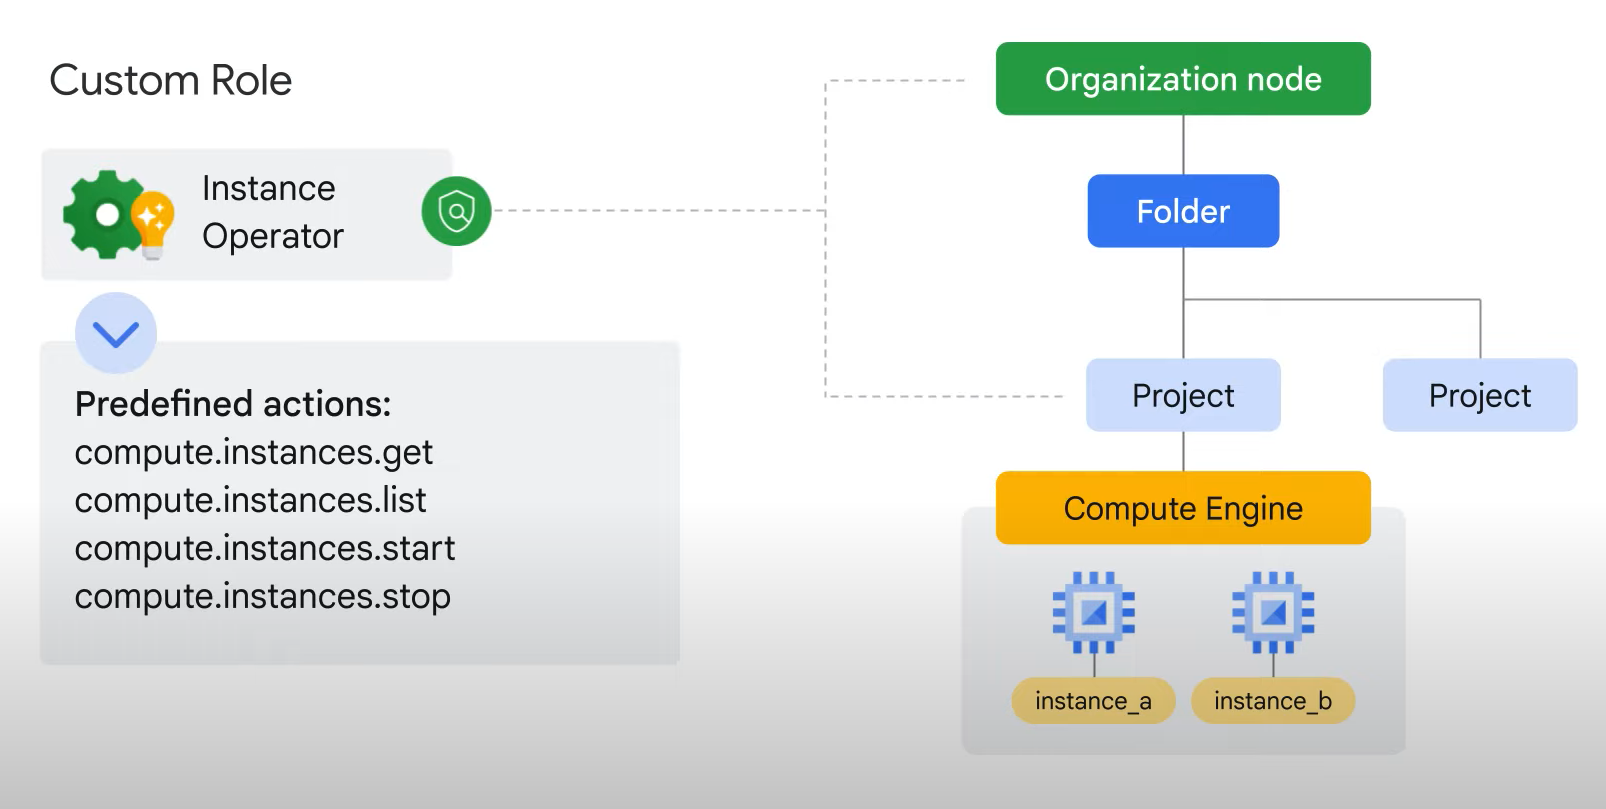 Custom Role
Instance
Operator
Predefined actions:
compute.instances.get
compute.instances.list
compute.instances.start
compute.instances.stop
Organization node
Folder
Project
Project
Compute Engine
instance_a
instance_b